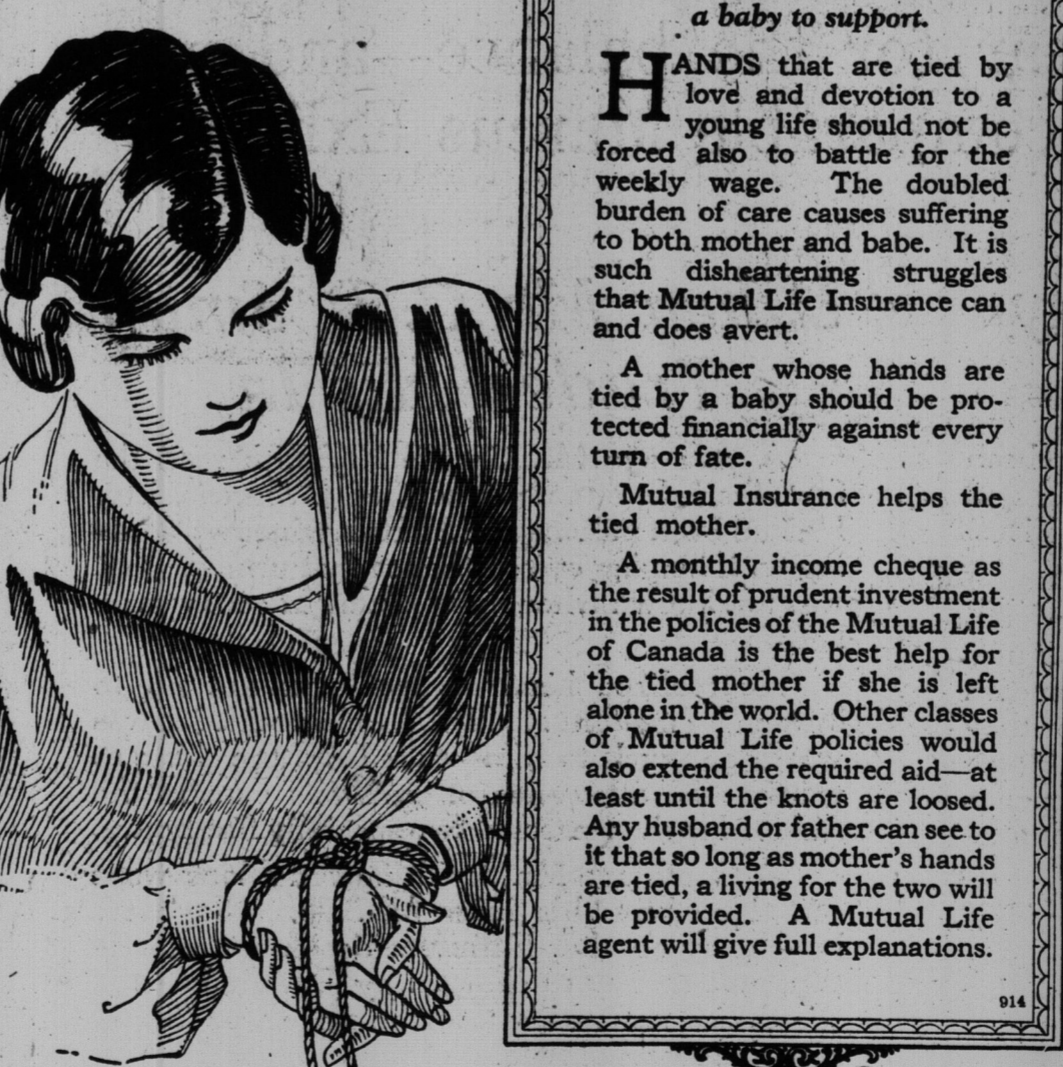 a baby to support.
HANDS that are tied by
love and devotion to a
young life should not be
forced also to battle for the
weekly wage. The doubled
burden of care causes suffering
to both mother and babe. It is
such disheartening struggles
that Mutual Life Insurance can
and does avert.
A mother whose hands are
tied by a baby should be pro-
tected financially against every
turn of fate.
Mutual Insurance helps the
tied mother.
A monthly income cheque as
the result of prudent investment
in the policies of the Mutual Life
of Canada is the best help for
the tied mother if she is left
alone in the world. Other classes
of Mutual Life policies would
also extend the required aid—at
least until the knots are loosed.
Any husband or father can see to
it that so long as mother's hands
are tied, a living for the two will
be provided. A Mutual Life
agent will give full explanations.
914